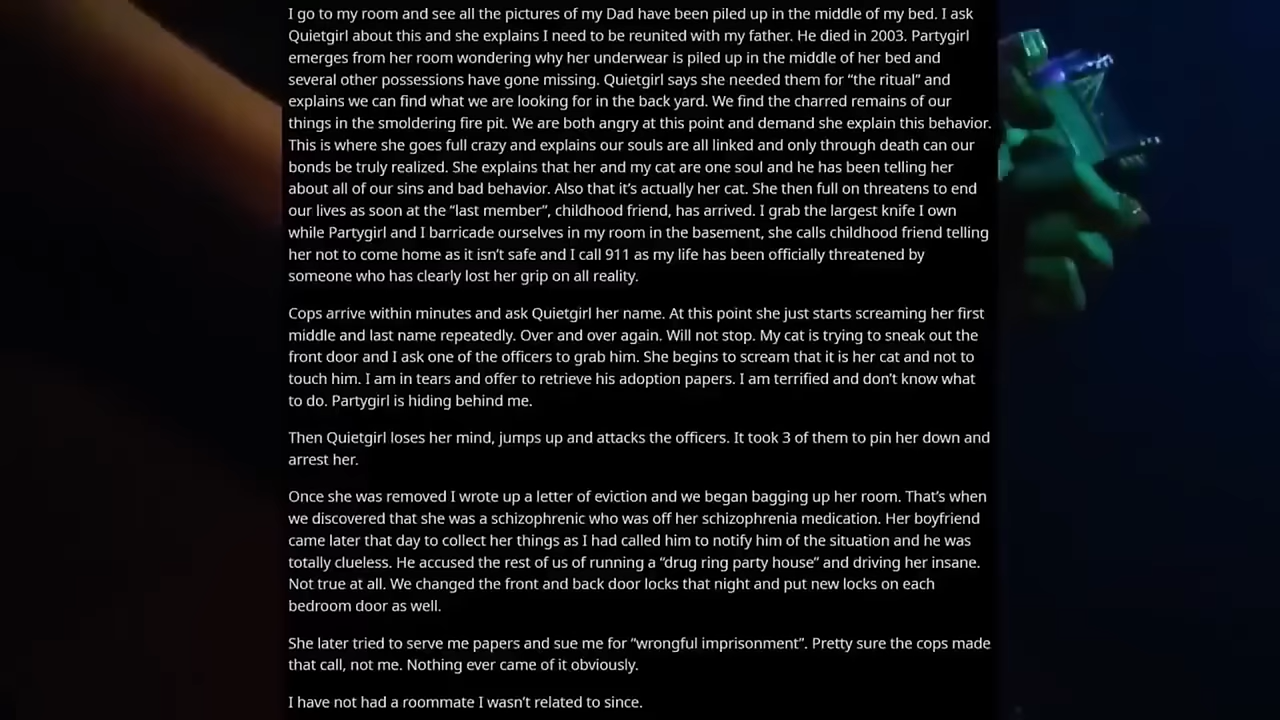 I go to my room and see all the pictures of my Dad have been piled up in the middle of my bed. I ask
Quietgirl about this and she explains I need to be reunited with my father. He died in 2003. Partygirl
emerges from her room wondering why her underwear is piled up in the middle of her bed and
several other possessions have gone missing. Quietgirl says she needed them for “the ritual” and
explains we can find what we are looking for in the back yard. We find the charred remains of our
things in the smoldering fire pit. We are both angry at this point and demand she explain this behavior.
This is where she goes full crazy and explains our souls are all linked and only through death can our
bonds be truly realized. She explains that her and my cat are one soul and he has been telling her
about all of our sins and bad behavior. Also that it’s actually her cat. She then full on threatens to end
our lives as soon at the “last member”, childhood friend, has arrived. I grab the largest knife I own
while Partygirl and I barricade ourselves in my room in the basement, she calls childhood friend telling
her not to come home as it isn’t safe and I call 911 as my life has been officially threatened by
someone who has clearly lost her grip on all reality.
Cops arrive within minutes and ask Quietgirl her name. At this point she just starts screaming her first
middle and last name repeatedly. Over and over again. Will not stop. My cat is trying to sneak out the
front door and I ask one of the officers to grab him. She begins to scream that it is her cat and not to
touch him. I am in tears and offer to retrieve his adoption papers. I am terrified and don’t know what
to do. Partygirl is hiding behind me.
Then Quietgirl loses her mind, jumps up and attacks the officers. It took 3 of them to pin her down and
arrest her.
Once she was removed I wrote up a letter of eviction and we began bagging up her room. That’s when
we discovered that she was a schizophrenic who was off her schizophrenia medication. Her boyfriend
came later that day to collect her things as I had called him to notify him of the situation and he was
totally clueless. He accused the rest of us of running a “drug ring party house” and driving her insane.
Not true at all. We changed the front and back door locks that night and put new locks on each
bedroom door as well.
She later tried to serve me papers and sue me for “wrongful imprisonment”. Pretty sure the cops made
that call, not me. Nothing ever came of it obviously.
I have not had a roommate I wasn’t related to since.